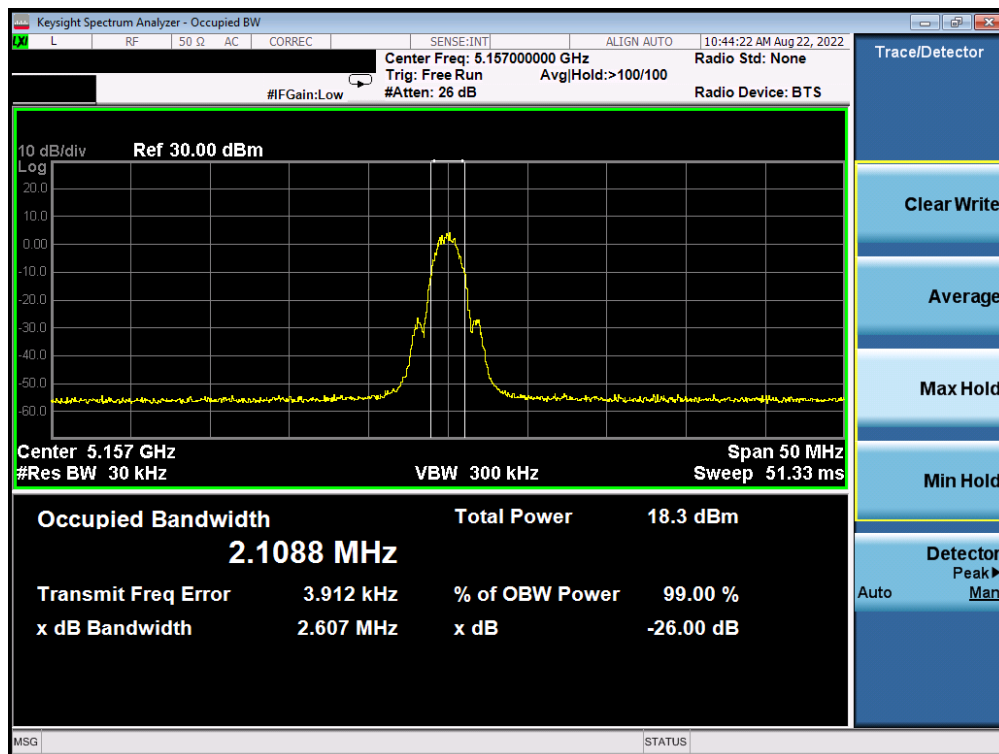 Keysight Spectrum Analyzer - Occupied BW
LXI L RF 50 Ω AC CORREC SENSE:INT ALIGN AUTO 10:44:22 AM Aug 22, 2022
Center Freq: 5.157000000 GHz Radio Std: None
Trig: Free Run Avg|Hold:>100/100
#IFGain:Low #Atten: 26 dB Radio Device: BTS
10 dB/div Ref 30.00 dBm
Log
20.0
10.0
0.00
-10.0
-20.0
-30.0
-40.0
-50.0
-60.0
Center 5.157 GHz Span 50 MHz
#Res BW 30 kHz VBW 300 kHz Sweep 51.33 ms
Occupied Bandwidth Total Power 18.3 dBm
2.1088 MHz
Transmit Freq Error 3.912 kHz % of OBW Power 99.00 %
x dB Bandwidth 2.607 MHz x dB -26.00 dB
MSG STATUS
Trace/Detector
Clear Write
Average
Max Hold
Min Hold
Detector
Peak▶
Auto Man